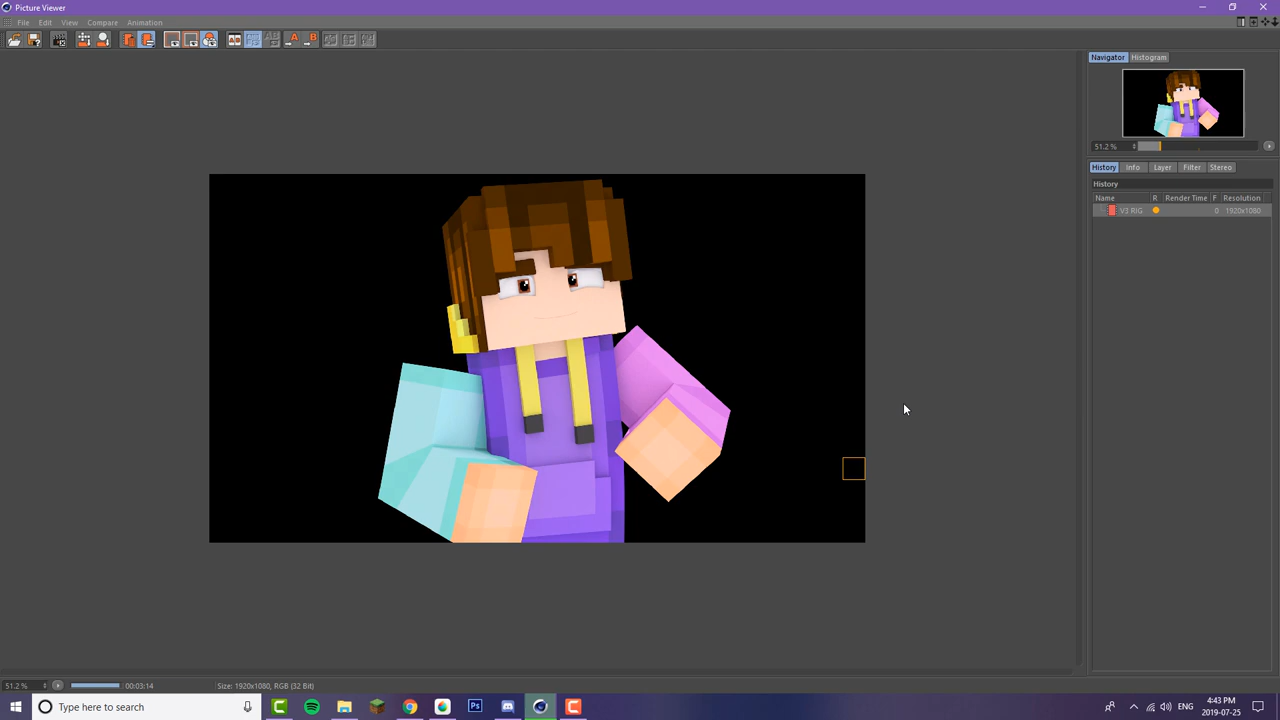 Picture Viewer
File Edit View Compare Animation
Navigator Histogram
51.2 %
History Info Layer Filter Stereo
History
Name R Render Time F Resolution
V3 RIG 0 1920x1080
51.2 % 00:03:14 Size: 1920x1080, RGB (32 Bit)
Type here to search
4:43 PM
2019-07-25